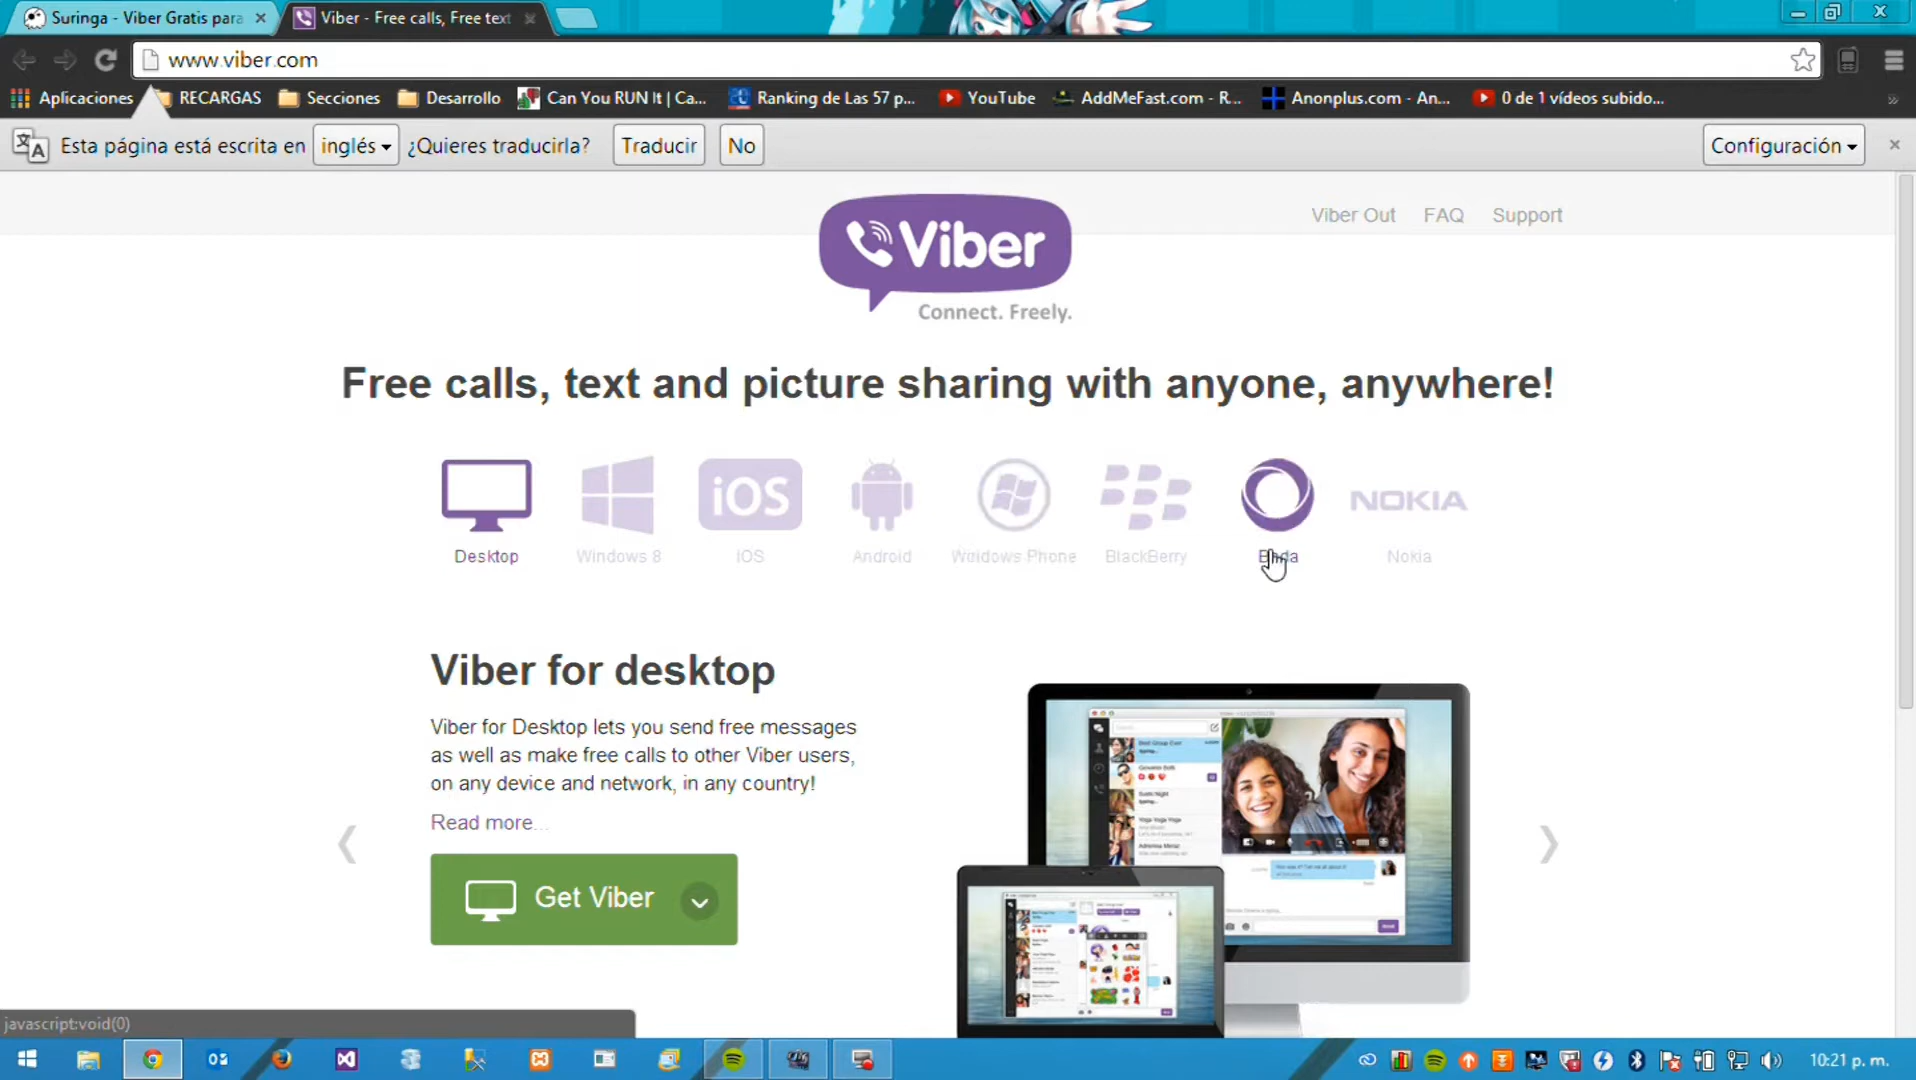 Suringa - Viber Gratis para
Viber - Free calls, Free text
www.viber.com
Aplicaciones RECARGAS Secciones Desarrollo Can You RUN It | Ca... Ranking de Las 57 p... YouTube AddMeFast.com - R... Anonplus.com - An... 0 de 1 vídeos subido...
Esta página está escrita en inglés ¿Quieres traducirla? Traducir No Configuración
Viber Out FAQ Support
Viber
Connect. Freely.
Free calls, text and picture sharing with anyone, anywhere!
iOS NOKIA
Desktop Windows 8 iOS Android Windows Phone BlackBerry Bada Nokia
Viber for desktop
Viber for Desktop lets you send free messages
as well as make free calls to other Viber users,
on any device and network, in any country!
Read more...
Get Viber
javascript:void(0)
10:21 p. m.